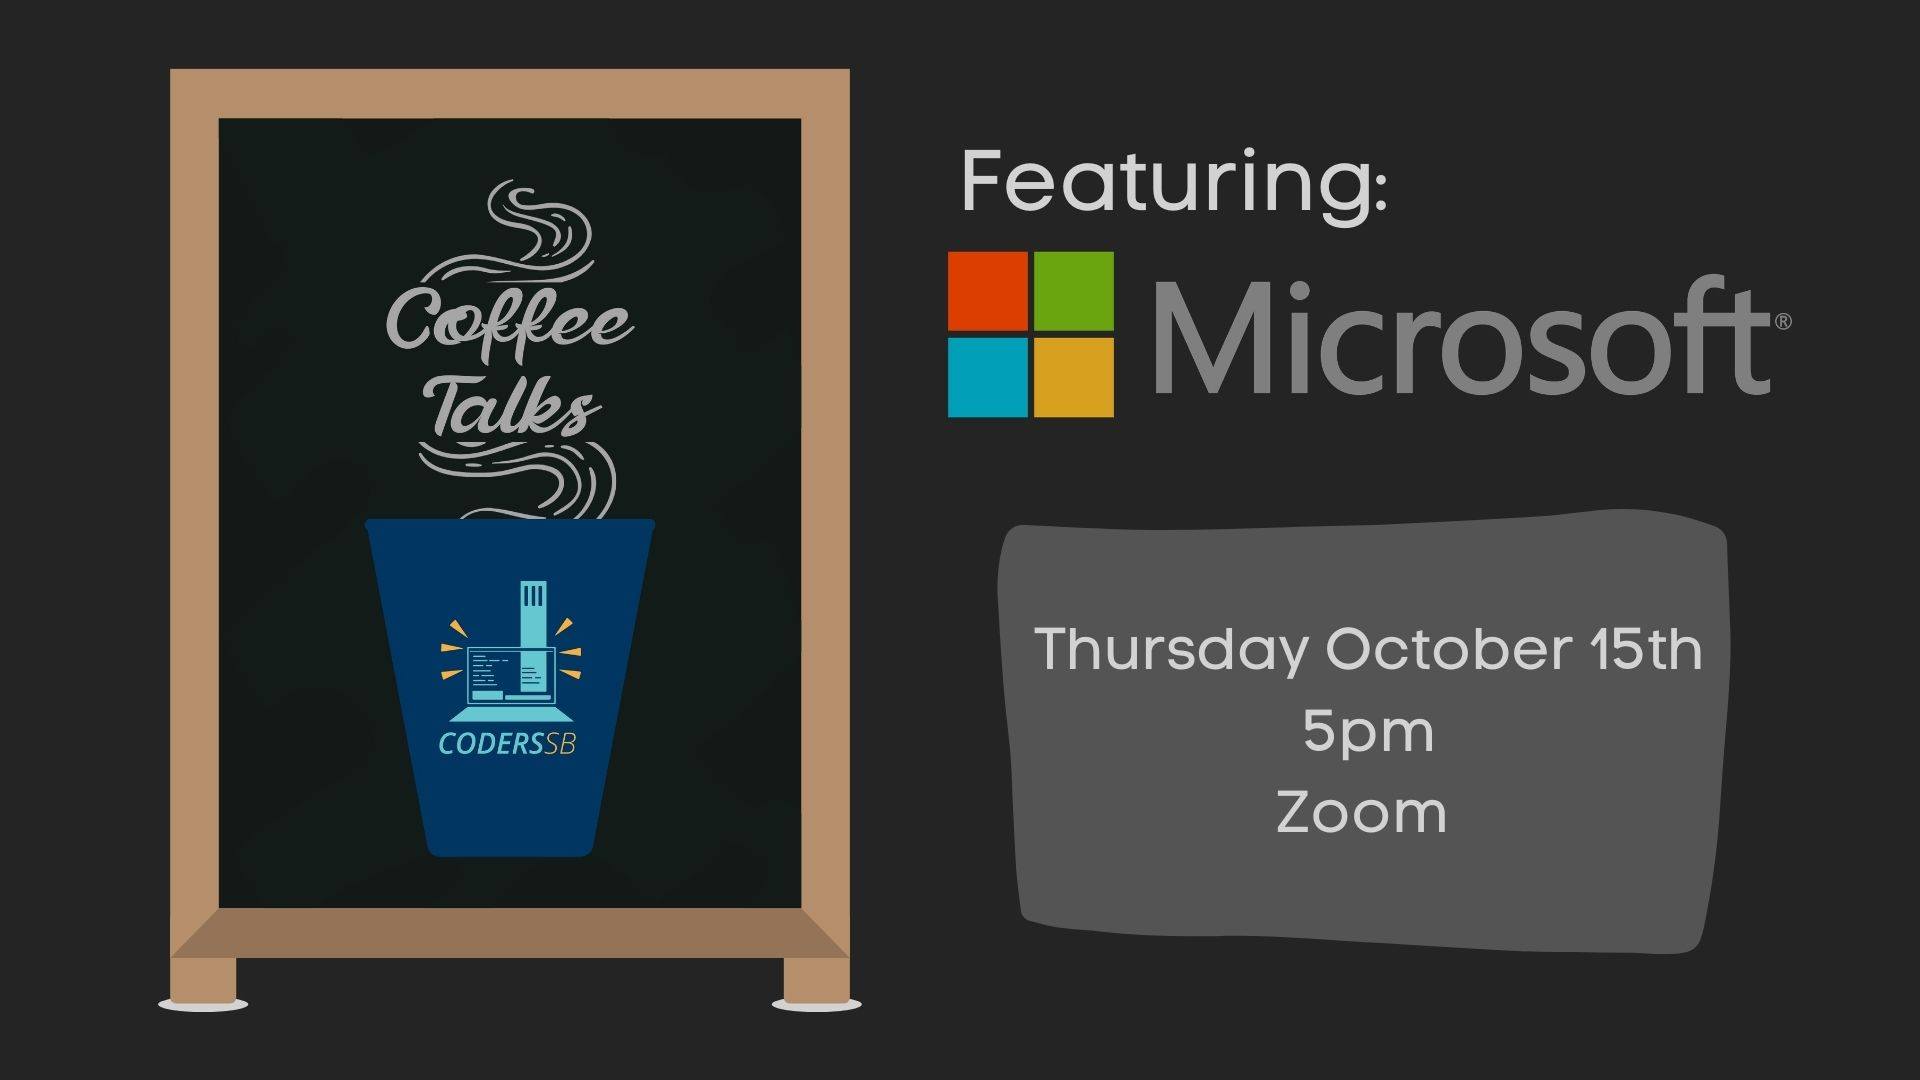 Coffee
Talks
CODERSSB
Featuring:
Microsoft®
Thursday October 15th
5pm
Zoom